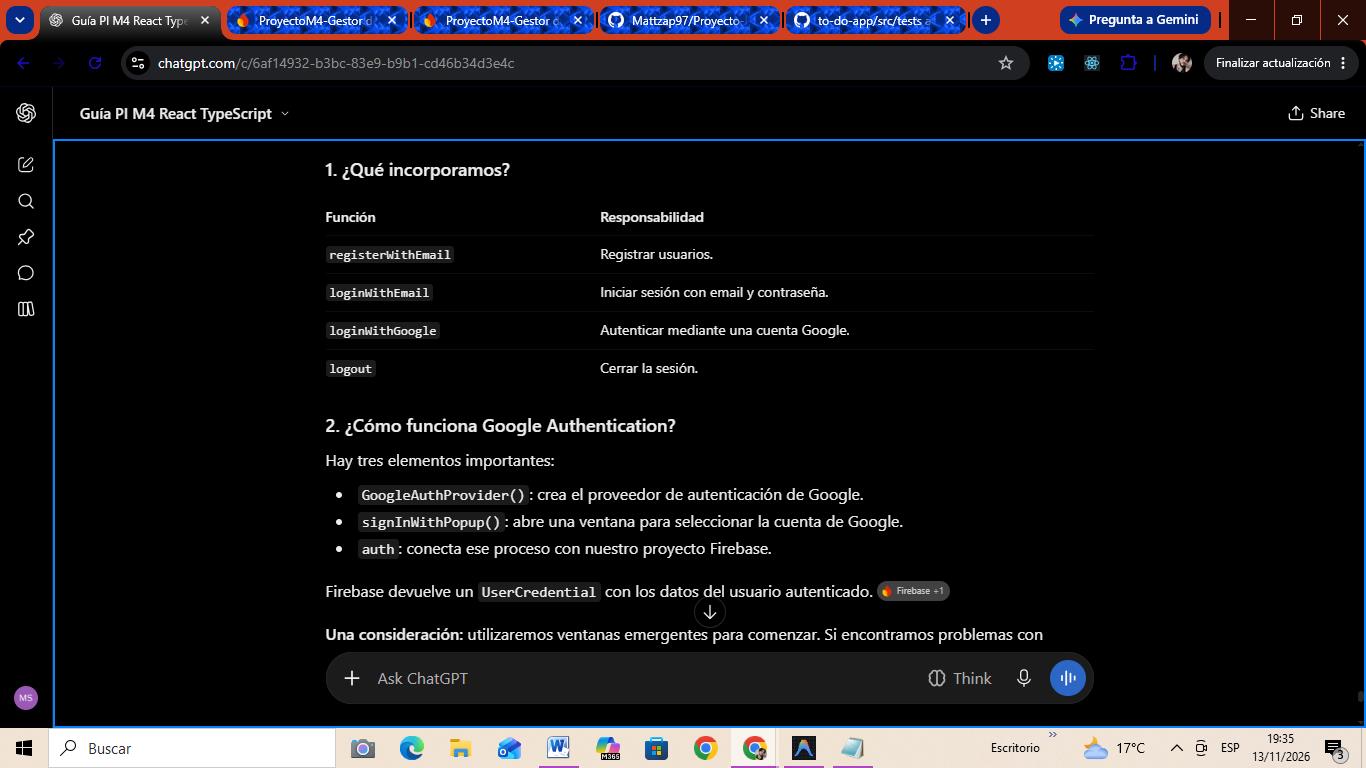 Guía PI M4 React Type
ProyectoM4-Gestor d
ProyectoM4-Gestor d
Mattzap97/Proyecto-
to-do-app/src/tests a
Pregunta a Gemini
chatgpt.com/c/6af14932-b3bc-83e9-b9b1-cd46b34d3e4c
Finalizar actualización
Guía PI M4 React TypeScript
Share
1. ¿Qué incorporamos?
Función Responsabilidad
registerWithEmail Registrar usuarios.
loginWithEmail Iniciar sesión con email y contraseña.
loginWithGoogle Autenticar mediante una cuenta Google.
logout Cerrar la sesión.
2. ¿Cómo funciona Google Authentication?
Hay tres elementos importantes:
• GoogleAuthProvider() : crea el proveedor de autenticación de Google.
• signInWithPopup() : abre una ventana para seleccionar la cuenta de Google.
• auth : conecta ese proceso con nuestro proyecto Firebase.
Firebase devuelve un UserCredential con los datos del usuario autenticado. Firebase +1
Una consideración: utilizaremos ventanas emergentes para comenzar. Si encontramos problemas con
Ask ChatGPT
Think
MS
Buscar
M365
Escritorio
17°C
ESP
19:35
13/11/2026
3